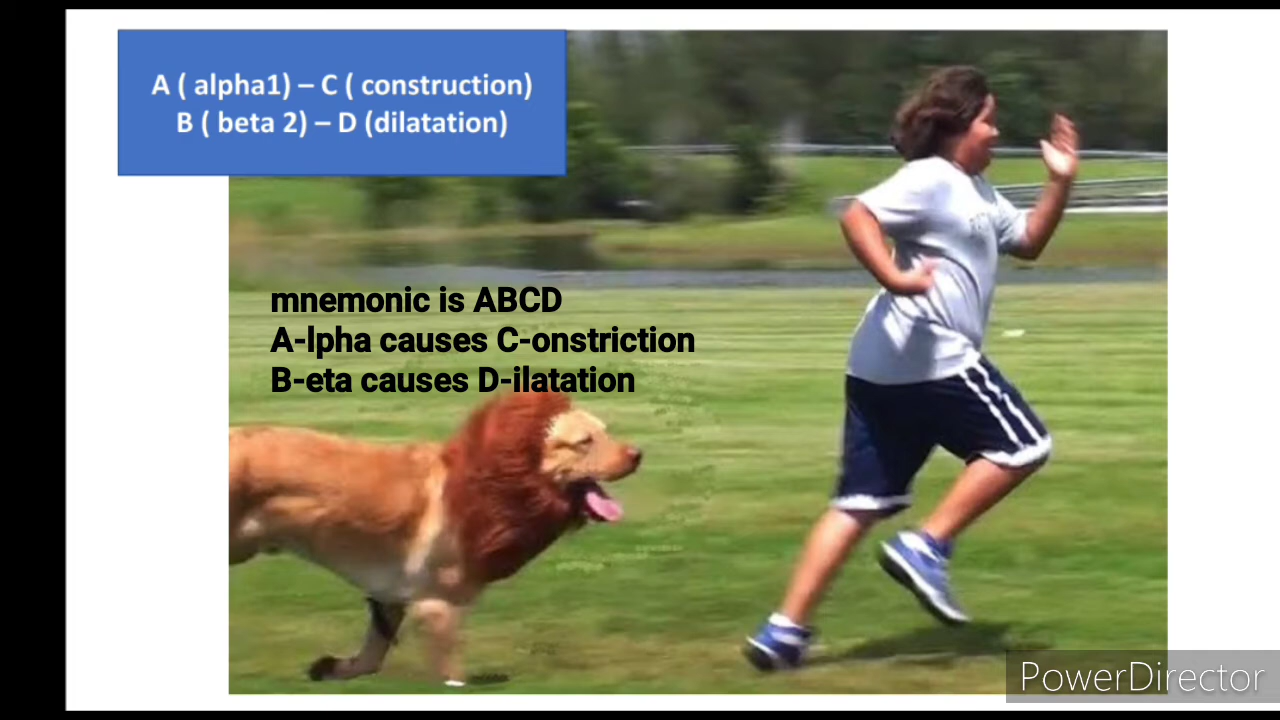 A ( alpha1) – C ( construction)
B ( beta 2) – D (dilatation)
mnemonic is ABCD
A-lpha causes C-onstriction
B-eta causes D-ilatation
PowerDirector